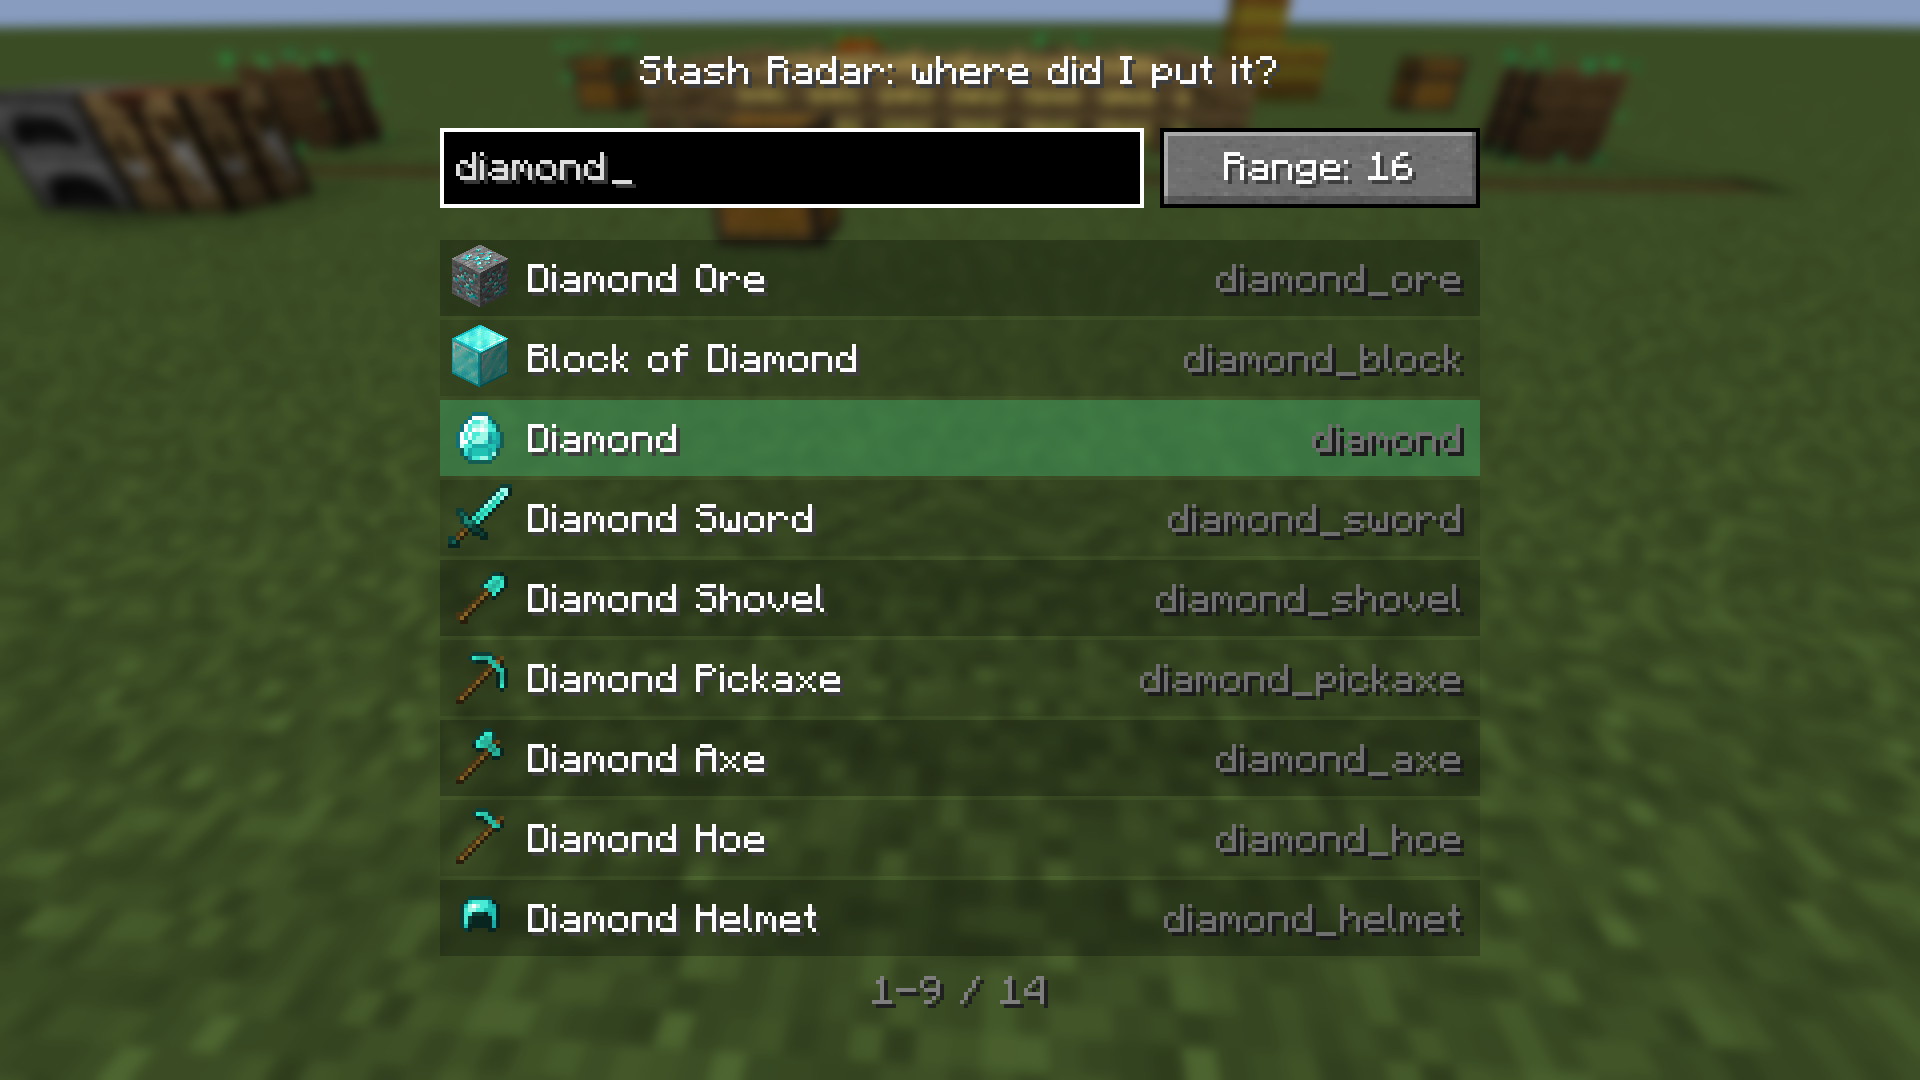 Stash Radar: where did I put it?
diamond_
Range: 16
Diamond Ore diamond_ore
Block of Diamond diamond_block
Diamond diamond
Diamond Sword diamond_sword
Diamond Shovel diamond_shovel
Diamond Pickaxe diamond_pickaxe
Diamond Axe diamond_axe
Diamond Hoe diamond_hoe
Diamond Helmet diamond_helmet
1-9 / 14